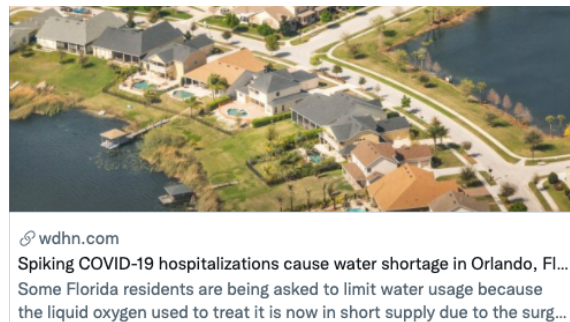 wdhn.com
Spiking COVID-19 hospitalizations cause water shortage in Orlando, Fl...
Some Florida residents are being asked to limit water usage because
the liquid oxygen used to treat it is now in short supply due to the surg...